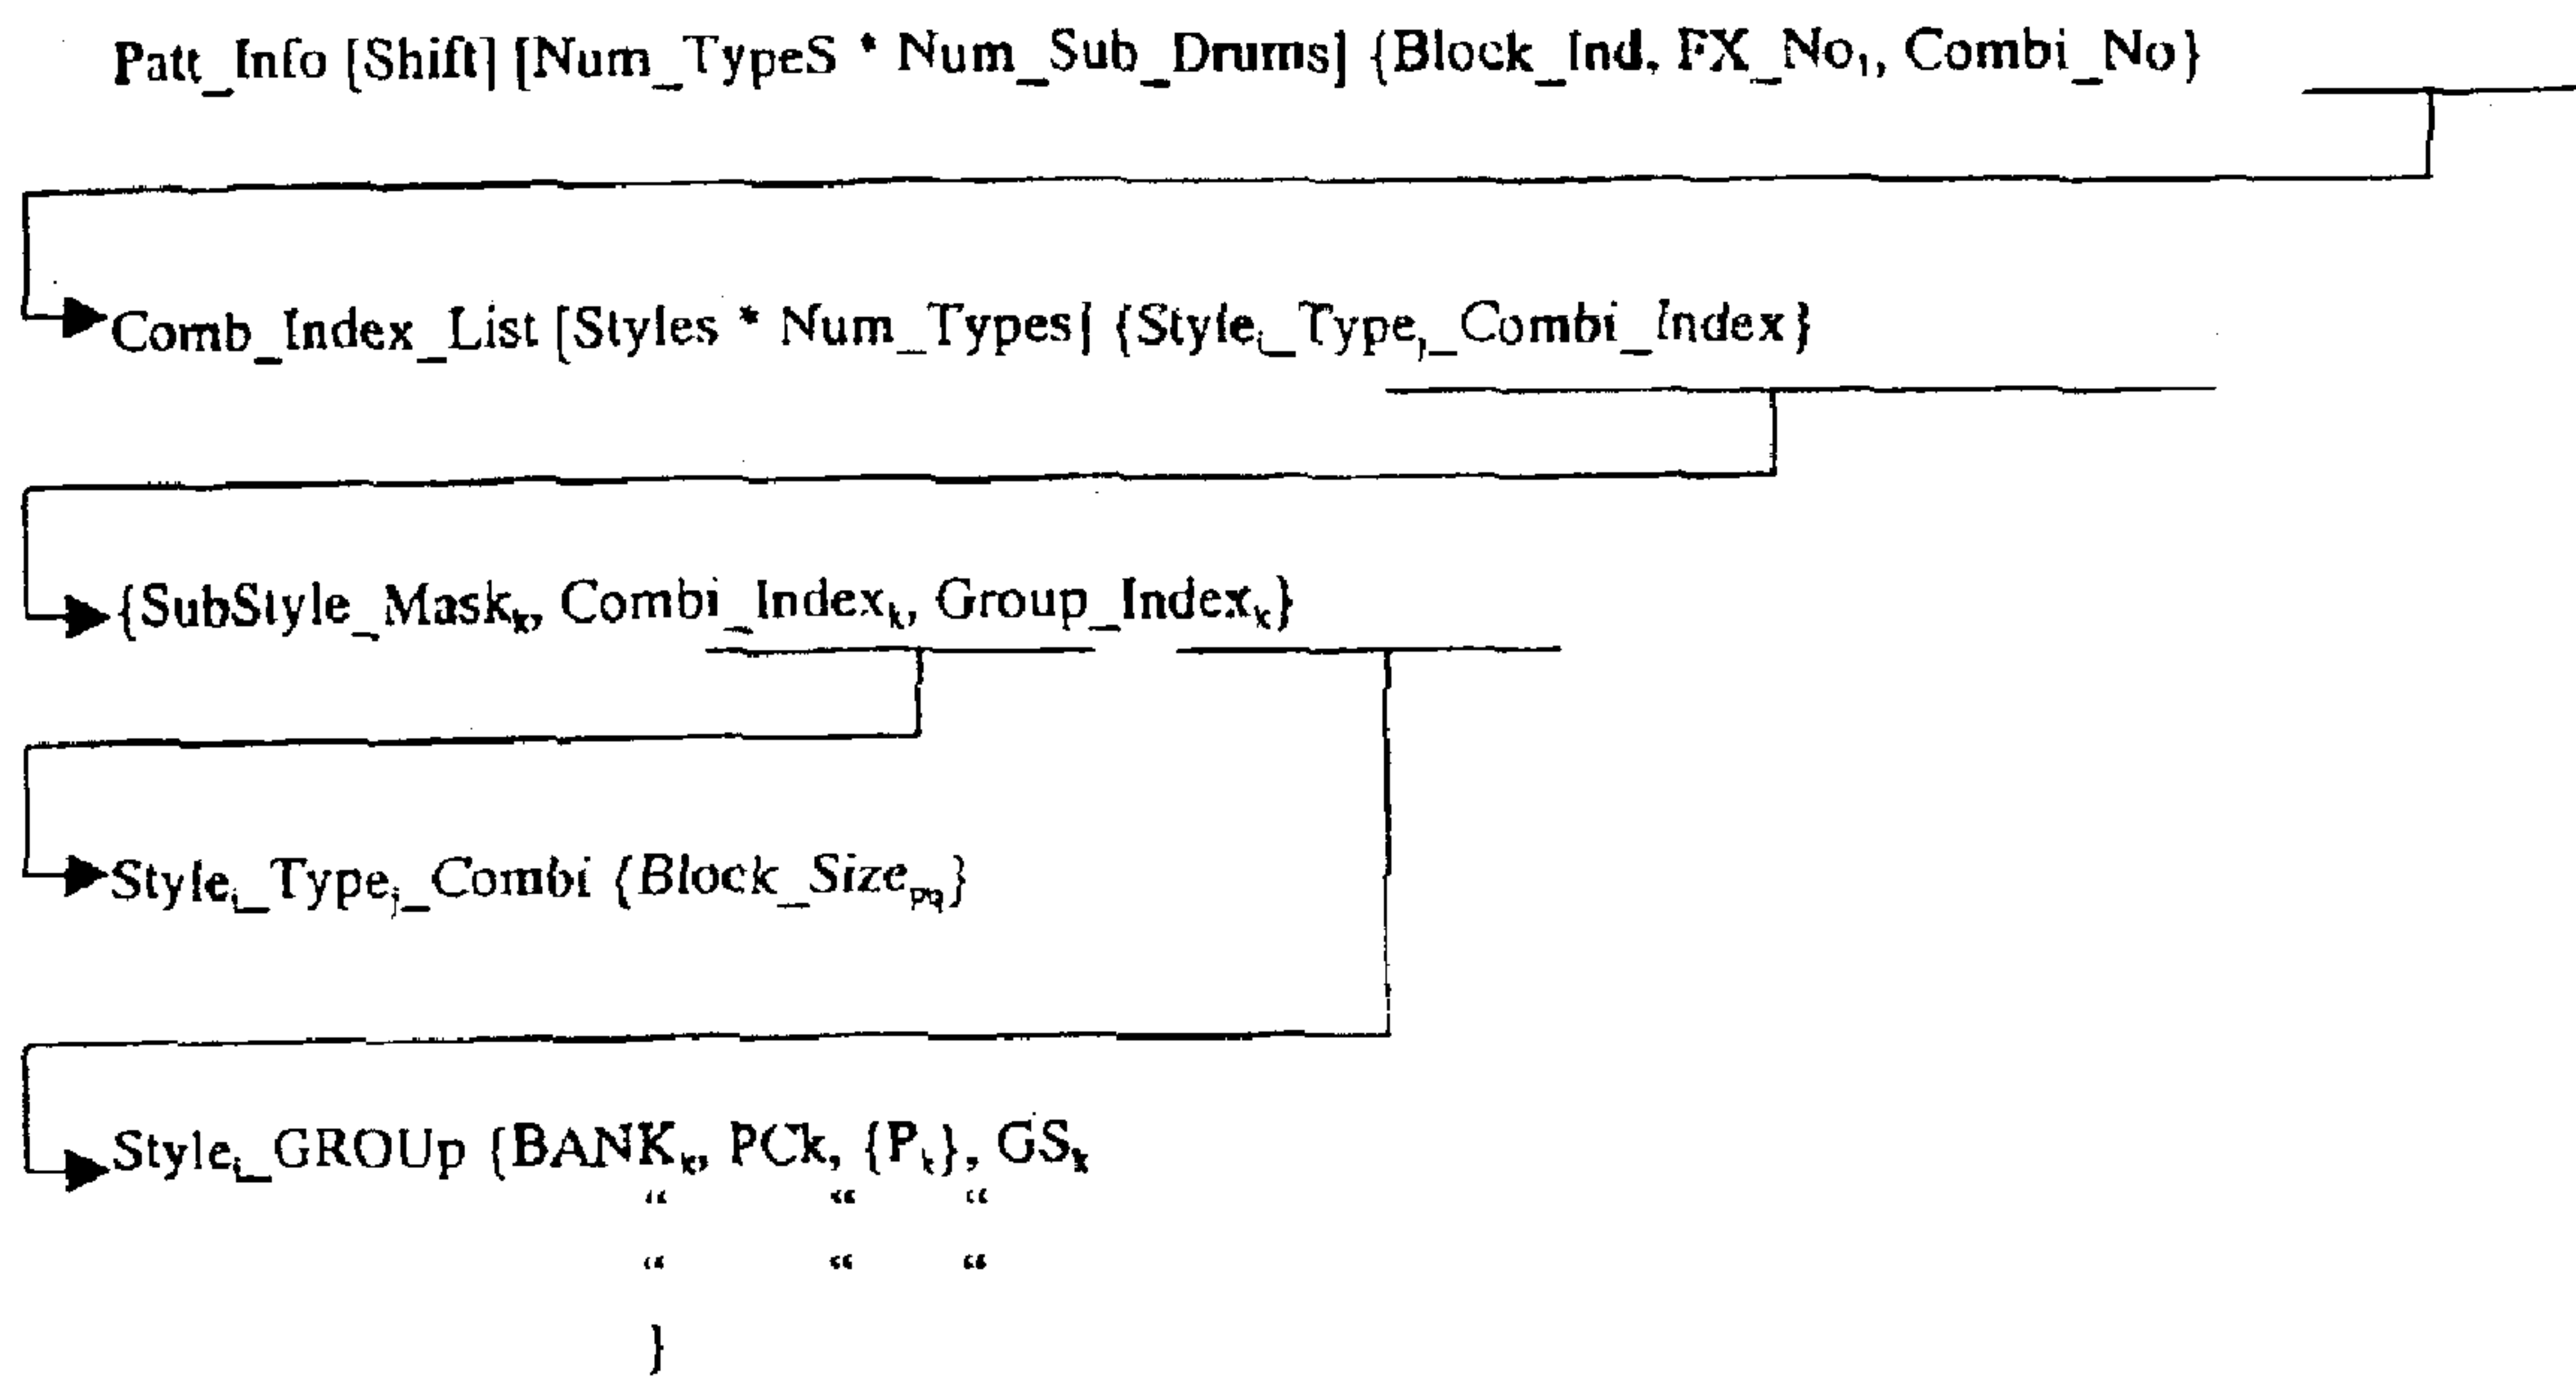 Patt_Info [Shift] [Num_TypeS * Num_Sub_Drums] {Block_Ind, FX_No₁, Combi_No}
Comb_Index_List [Styles * Num_Types] {Styleᵢ_Typeⱼ_Combi_Index}
{SubStyle_Maskₖ, Combi_Indexₖ, Group_Indexₖ}
Styleᵢ_Typeⱼ_Combi {Block_Size_pq}
Styleᵢ_GROUp {BANKₖ, PCk, {Pₖ}, GSₖ
“ “ “
“ “ “
}